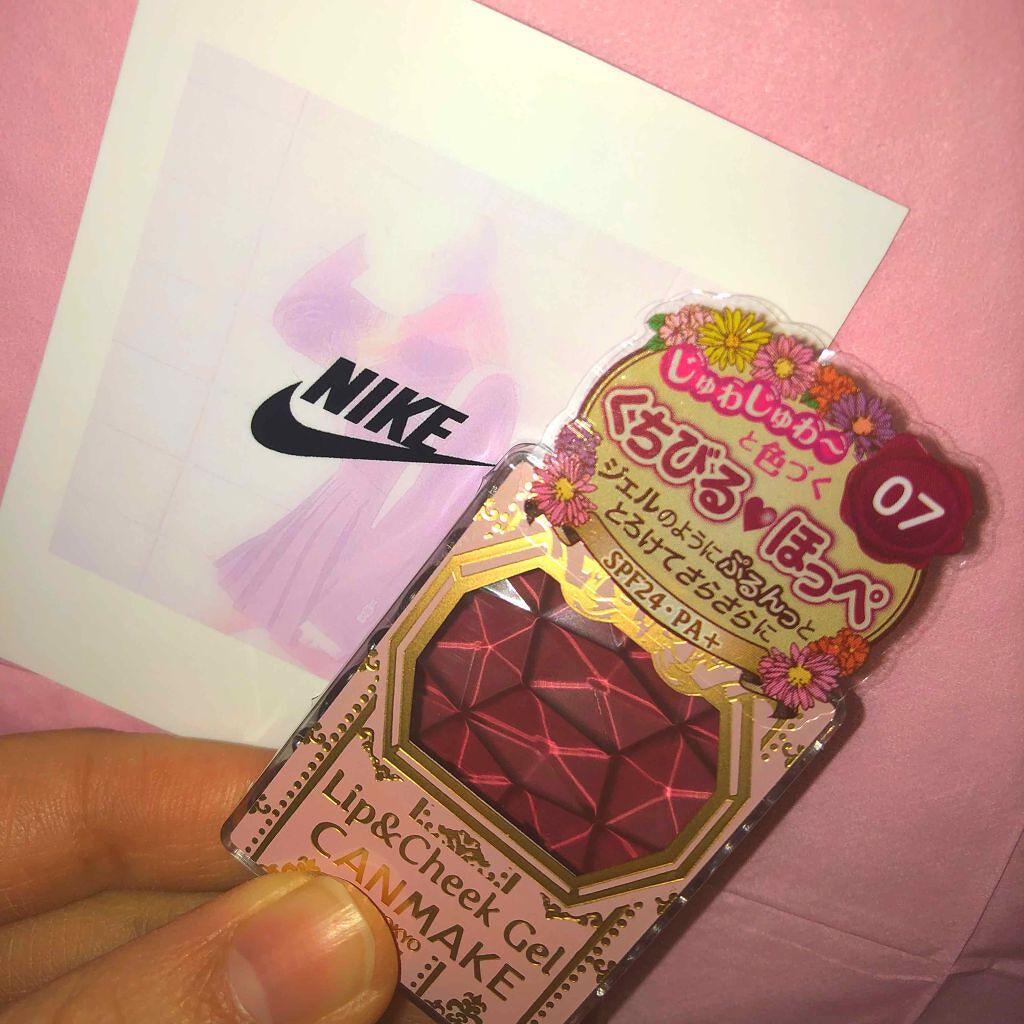 NIKE
じゅわじゅわ～
と色づく
くちびる♥ほっぺ
ジェルのようにぷるんっと
とろけてさらさらに
SPF24・PA+
07
Lip&Cheek Gel
CANMAKE